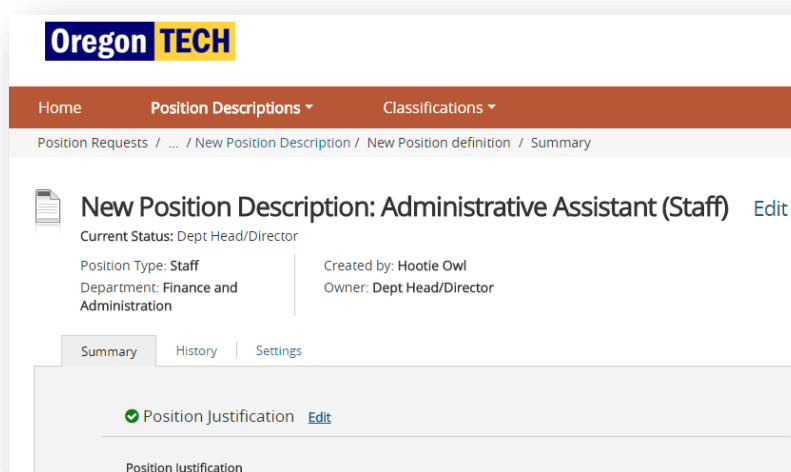 Oregon TECH
Home Position Descriptions Classifications
Position Requests / ... / New Position Description / New Position definition / Summary
New Position Description: Administrative Assistant (Staff) Edit
Current Status: Dept Head/Director
Position Type: Staff Created by: Hootie Owl
Department: Finance and Owner: Dept Head/Director
Administration
Summary History Settings
Position Justification Edit
Position Justification